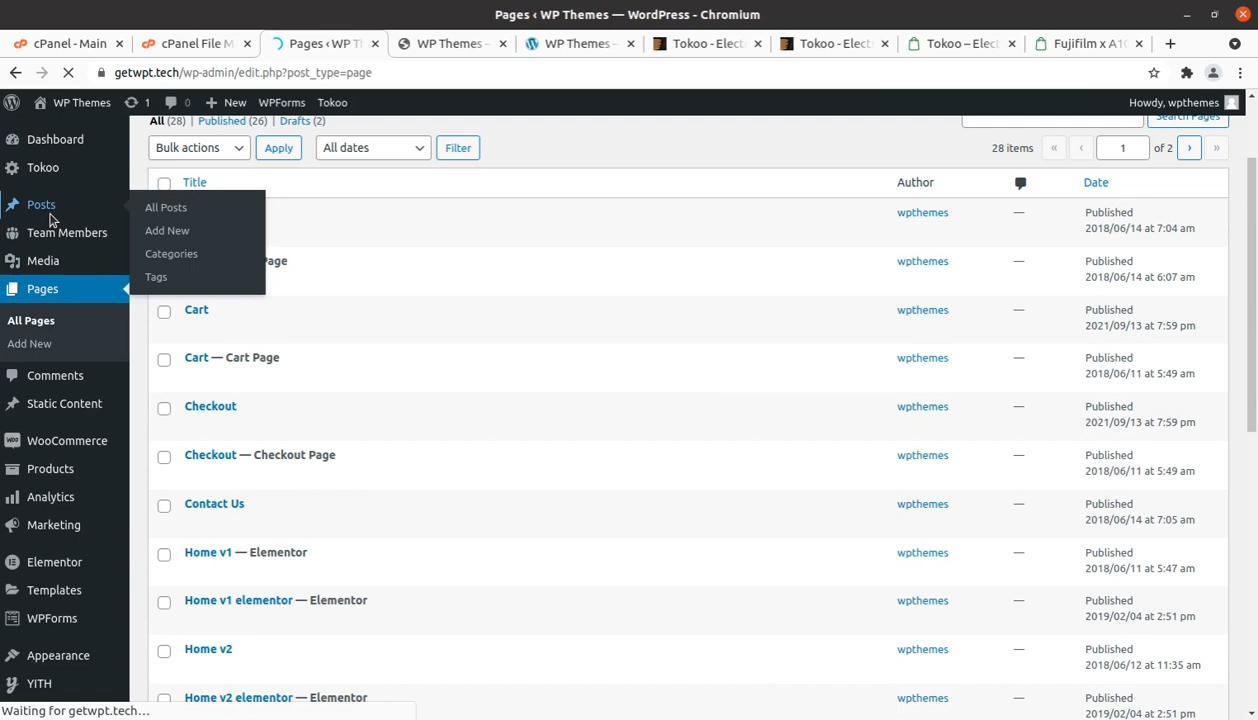 Pages ‹ WP Themes — WordPress - Chromium
cPanel - Main
cPanel File M
Pages ‹ WP T
WP Themes –
WP Themes –
Tokoo - Elect
Tokoo - Elect
Tokoo – Elect
Fujifilm x A10
getwpt.tech/wp-admin/edit.php?post_type=page
WP Themes 1 0 New WPForms Tokoo Howdy, wpthemes
Dashboard
Tokoo
Posts
Team Members
Media
Pages
All Pages
Add New
Comments
Static Content
WooCommerce
Products
Analytics
Marketing
Elementor
Templates
WPForms
Appearance
YITH
All Posts
Add New
Categories
Tags
All (28) | Published (26) | Drafts (2)
Search Pages
Bulk actions Apply All dates Filter 28 items « ‹ 1 of 2 › »
Title Author Date
wpthemes — Published
2018/06/14 at 7:04 am
Page wpthemes — Published
2018/06/14 at 6:07 am
Cart wpthemes — Published
2021/09/13 at 7:59 pm
Cart — Cart Page wpthemes — Published
2018/06/11 at 5:49 am
Checkout wpthemes — Published
2021/09/13 at 7:59 pm
Checkout — Checkout Page wpthemes — Published
2018/06/11 at 5:49 am
Contact Us wpthemes — Published
2018/06/14 at 7:05 am
Home v1 — Elementor wpthemes — Published
2018/06/11 at 5:47 am
Home v1 elementor — Elementor wpthemes — Published
2019/02/04 at 2:51 pm
Home v2 wpthemes — Published
2018/06/12 at 11:35 am
Home v2 elementor — Elementor wpthemes — Published
2019/02/04 at 2:51 pm
Waiting for getwpt.tech...